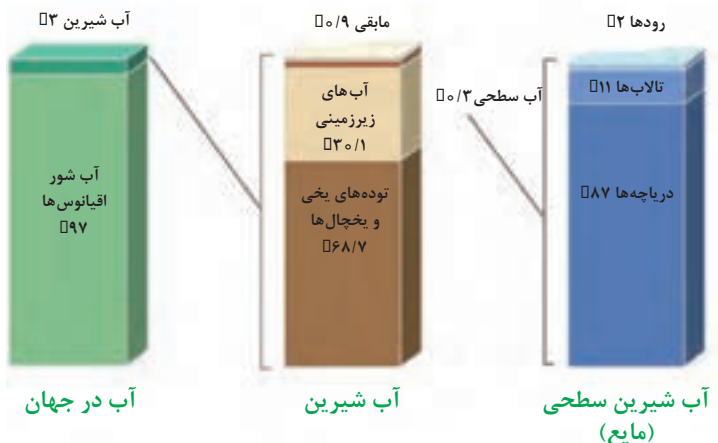 آب شیرین ۳□
آب شور
اقیانوس‌ها
۹۷□
آب در جهان
مابقی ۰/۹□
آب‌های
زیرزمینی
۳۰/۱□
توده‌های یخی
و یخچال‌ها
۶۸/۷□
آب شیرین
آب سطحی ۰/۳□
رودها ۲□
تالاب‌ها ۱۱□
دریاچه‌ها ۸۷□
آب شیرین سطحی
(مایع)